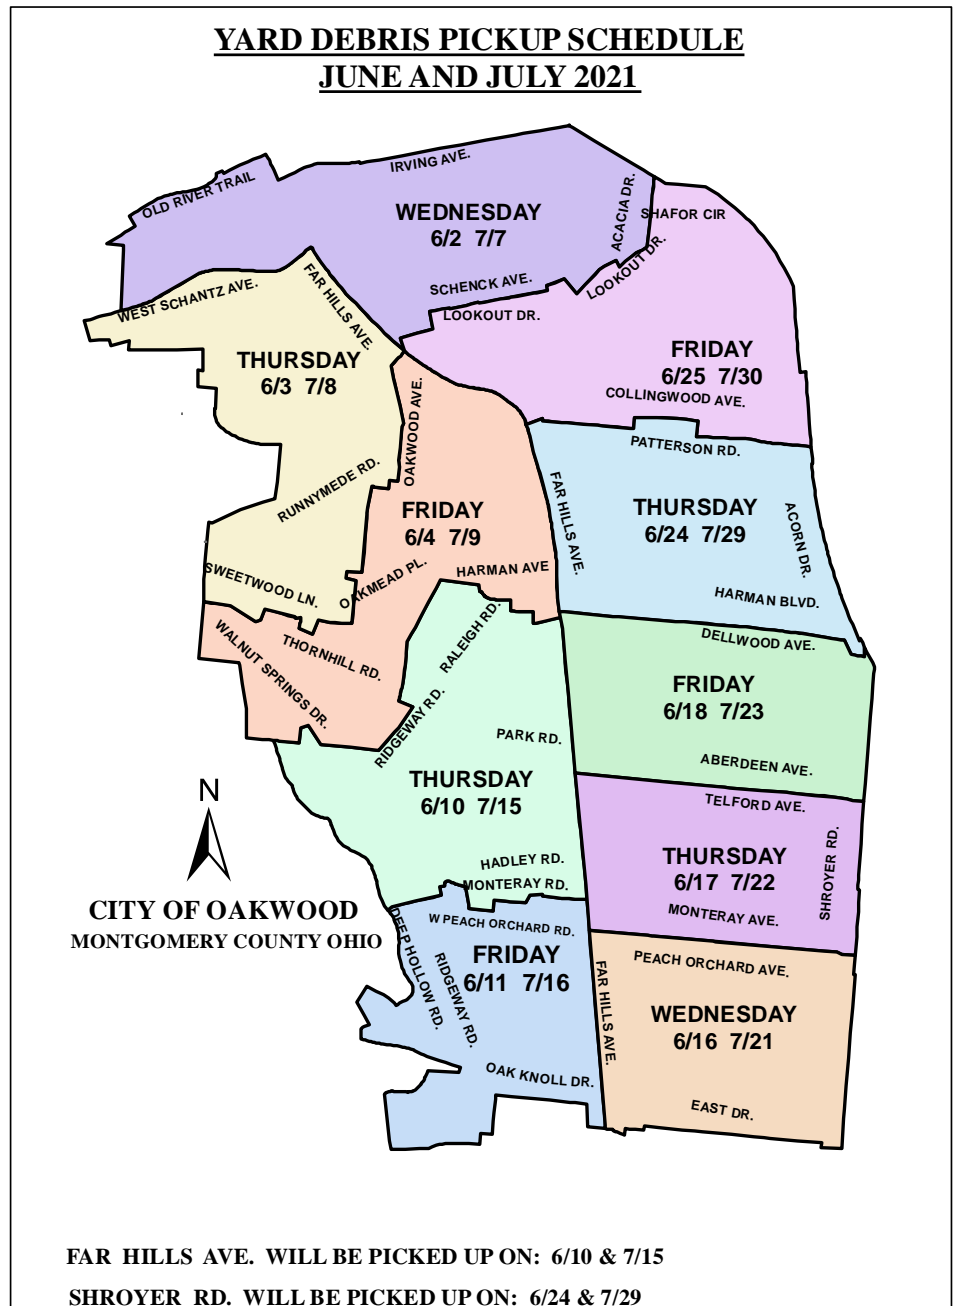 YARD DEBRIS PICKUP SCHEDULE
JUNE AND JULY 2021
IRVING AVE.
OLD RIVER TRAIL
ACACIA DR.
WEDNESDAY
6/2 7/7
SHAFOR CIR
LOOKOUT DR.
SCHENCK AVE.
LOOKOUT DR.
WEST SCHANTZ AVE.
FAR HILLS AVE.
THURSDAY
6/3 7/8
FRIDAY
6/25 7/30
COLLINGWOOD AVE.
OAKWOOD AVE.
PATTERSON RD.
RUNNYMEDE RD.
FRIDAY
6/4 7/9
FAR HILLS AVE.
THURSDAY
6/24 7/29
ACORN DR.
SWEETWOOD LN.
OAKMEAD PL.
HARMAN AVE
HARMAN BLVD.
RALEIGH RD.
DELLWOOD AVE.
THORNHILL RD.
WALNUT SPRINGS DR.
RIDGEWAY RD.
FRIDAY
6/18 7/23
PARK RD.
ABERDEEN AVE.
THURSDAY
6/10 7/15
TELFORD AVE.
N
HADLEY RD.
MONTERAY RD.
THURSDAY
6/17 7/22
SHROYER RD.
MONTERAY AVE.
CITY OF OAKWOOD
MONTGOMERY COUNTY OHIO
DEEP HOLLOW RD.
W PEACH ORCHARD RD.
FRIDAY
6/11 7/16
RIDGEWAY RD.
FAR HILLS AVE.
PEACH ORCHARD AVE.
WEDNESDAY
6/16 7/21
OAK KNOLL DR.
EAST DR.
FAR HILLS AVE. WILL BE PICKED UP ON: 6/10 & 7/15
SHROYER RD. WILL BE PICKED UP ON: 6/24 & 7/29